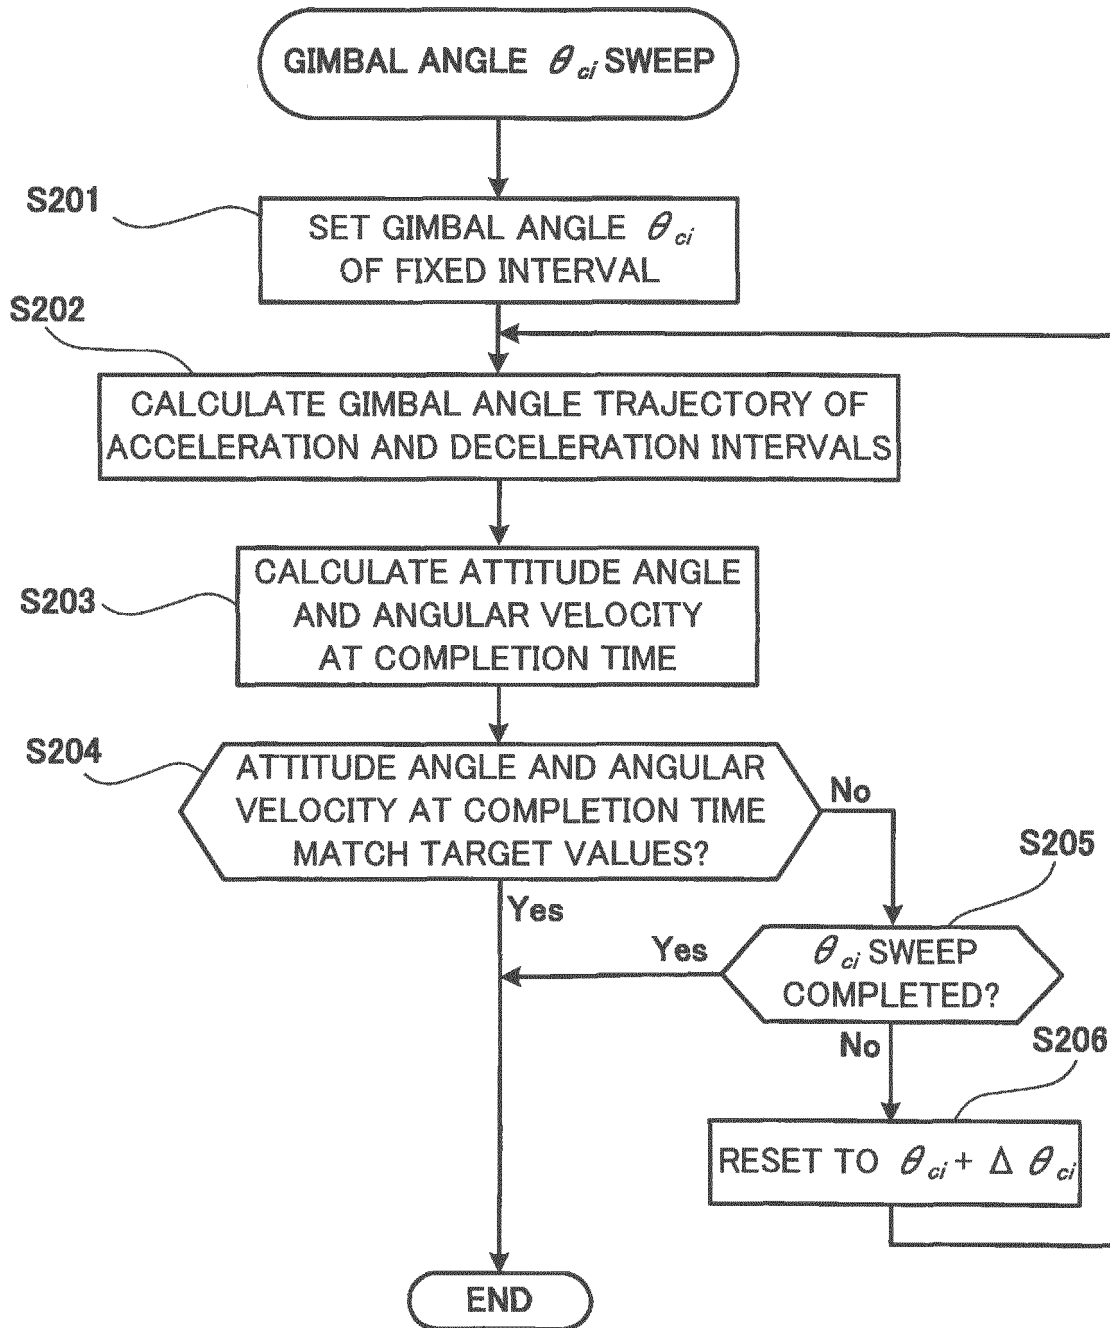 GIMBAL ANGLE θci SWEEP
S201
SET GIMBAL ANGLE θci
OF FIXED INTERVAL
S202
CALCULATE GIMBAL ANGLE TRAJECTORY OF
ACCELERATION AND DECELERATION INTERVALS
S203
CALCULATE ATTITUDE ANGLE
AND ANGULAR VELOCITY
AT COMPLETION TIME
S204
ATTITUDE ANGLE AND ANGULAR
VELOCITY AT COMPLETION TIME
MATCH TARGET VALUES?
No
Yes
S205
θci SWEEP
COMPLETED?
Yes
No
S206
RESET TO θci + Δ θci
END